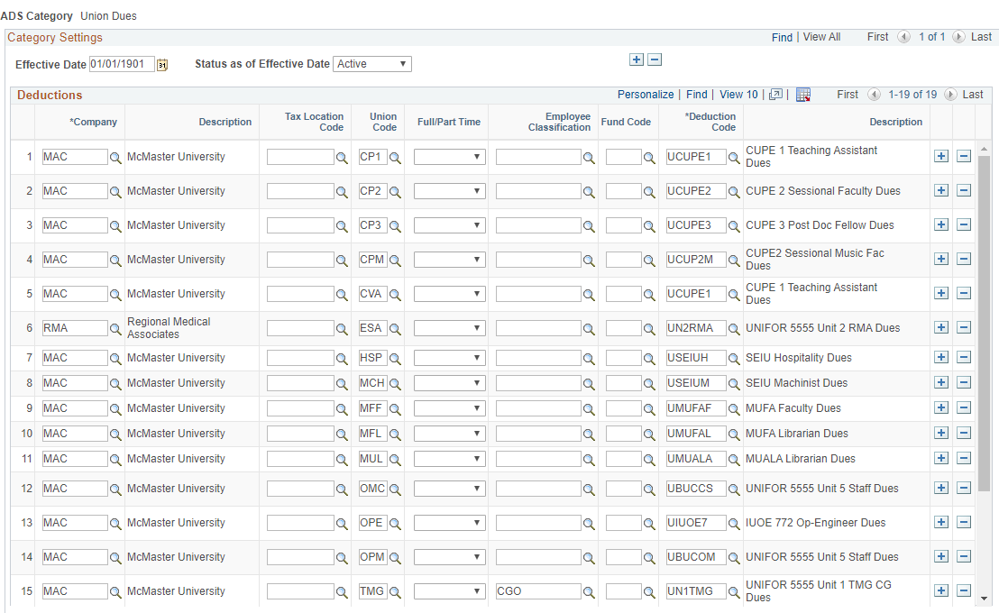 ADS Category Union Dues
Category Settings Find | View All First 1 of 1 Last
Effective Date 01/01/1901 31 Status as of Effective Date Active
Deductions Personalize | Find | View 10 | | First 1-19 of 19 Last
*Company Description Tax Location Code Union Code Full/Part Time Employee Classification Fund Code *Deduction Code Description
1 MAC McMaster University CP1 UCUPE1 CUPE 1 Teaching Assistant
Dues
2 MAC McMaster University CP2 UCUPE2 CUPE 2 Sessional Faculty Dues
3 MAC McMaster University CP3 UCUPE3 CUPE 3 Post Doc Fellow Dues
4 MAC McMaster University CPM UCUP2M CUPE2 Sessional Music Fac
Dues
5 MAC McMaster University CVA UCUPE1 CUPE 1 Teaching Assistant
Dues
6 RMA Regional Medical Associates ESA UN2RMA UNIFOR 5555 Unit 2 RMA Dues
7 MAC McMaster University HSP USEIUH SEIU Hospitality Dues
8 MAC McMaster University MCH USEIUM SEIU Machinist Dues
9 MAC McMaster University MFF UMUFAF MUFA Faculty Dues
10 MAC McMaster University MFL UMUFAL MUFA Librarian Dues
11 MAC McMaster University MUL UMUALA MUALA Librarian Dues
12 MAC McMaster University OMC UBUCCS UNIFOR 5555 Unit 5 Staff Dues
13 MAC McMaster University OPE UIUOE7 IUOE 772 Op-Engineer Dues
14 MAC McMaster University OPM UBUCOM UNIFOR 5555 Unit 5 Staff Dues
15 MAC McMaster University TMG CGO UN1TMG UNIFOR 5555 Unit 1 TMG CG
Dues